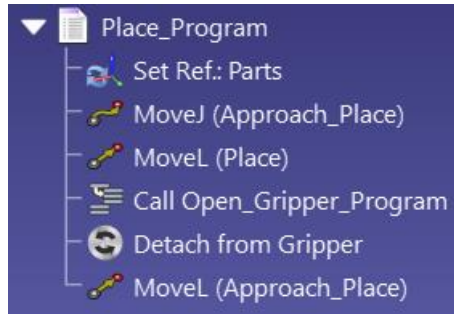 Place_Program
Set Ref.: Parts
MoveJ (Approach_Place)
MoveL (Place)
Call Open_Gripper_Program
Detach from Gripper
MoveL (Approach_Place)